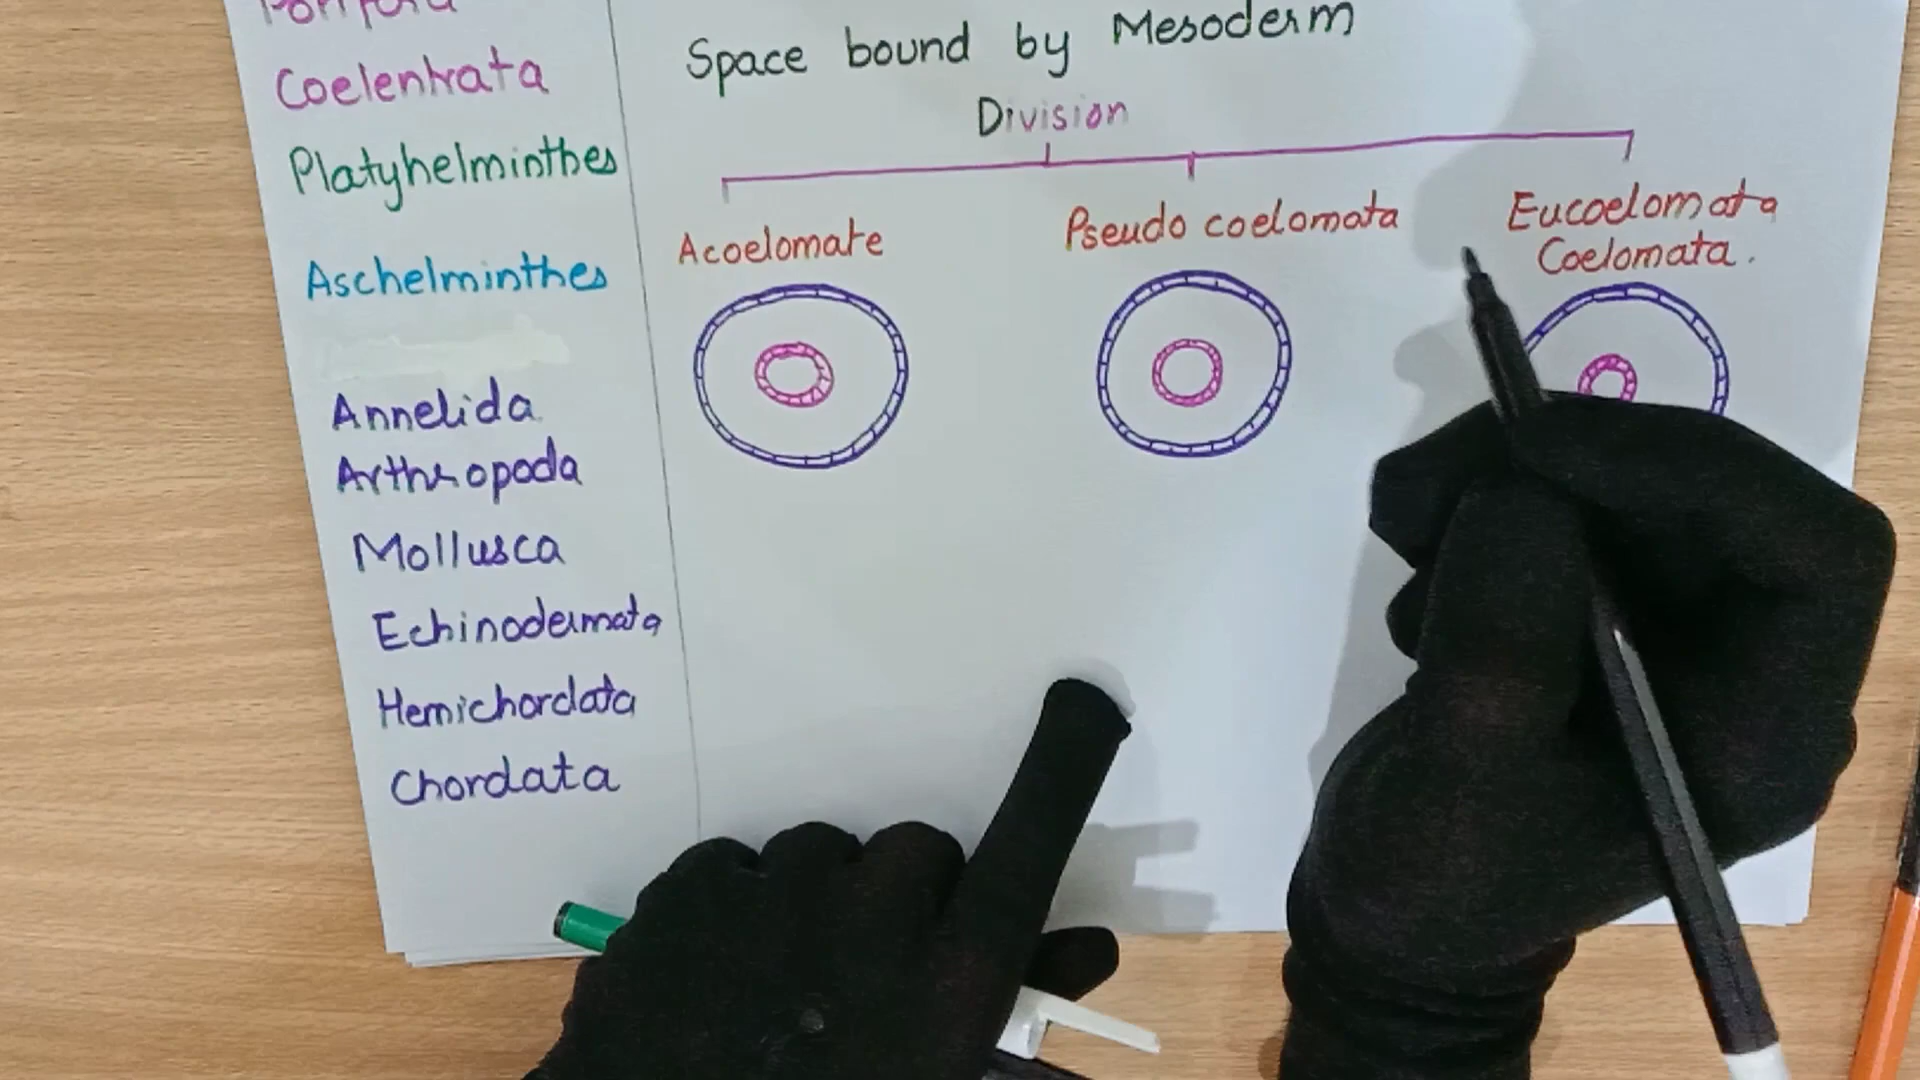 Coelentrata
Platyhelminthes
Aschelminthes
Annelida
Arthropoda
Mollusca
Echinodermata
Hemichordata
Chordata
Space bound by Mesoderm
Division
Acoelomate
Pseudo coelomata
Eucoelomata
Coelomata.